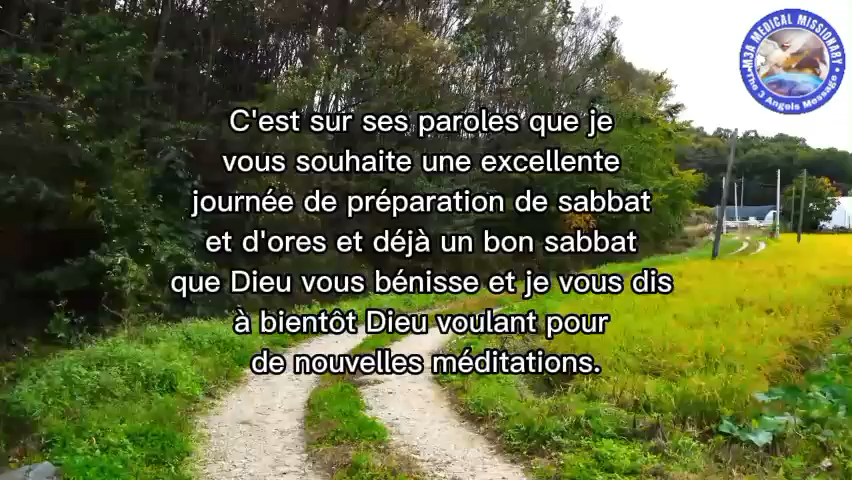 M3A MEDICAL MISSIONARY
The 3 Angels Message
C'est sur ses paroles que je
vous souhaite une excellente
journée de préparation de sabbat
et d'ores et déjà un bon sabbat
que Dieu vous bénisse et je vous dis
à bientôt Dieu voulant pour
de nouvelles méditations.